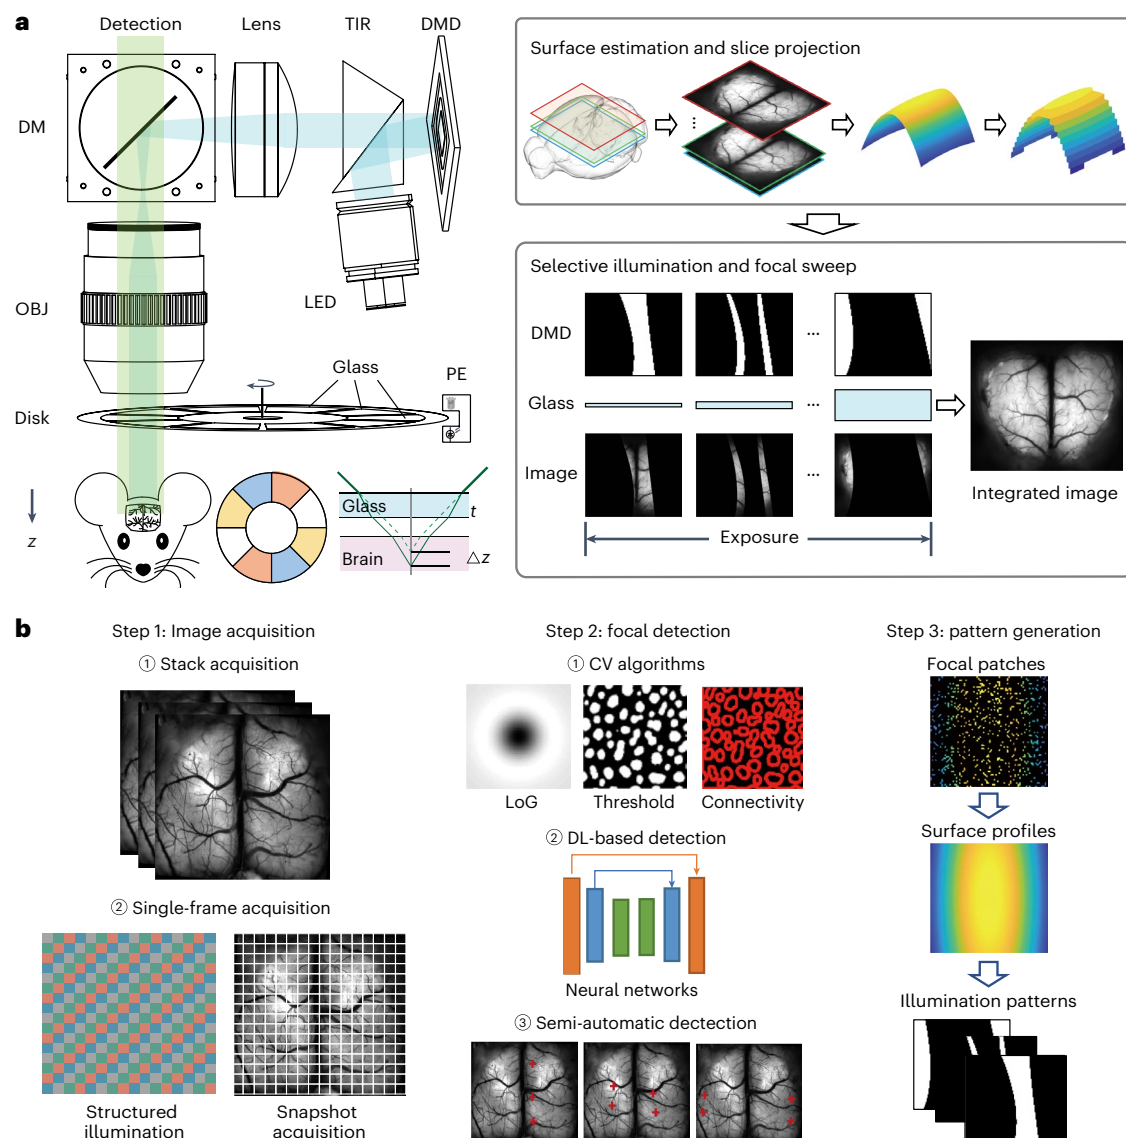 a
Detection
Lens
TIR
DMD
DM
OBJ
LED
Glass
PE
Disk
z
Glass
t
Brain
△z
Surface estimation and slice projection
...
Selective illumination and focal sweep
DMD
...
Glass
...
Image
...
Integrated image
Exposure
b
Step 1: Image acquisition
① Stack acquisition
② Single-frame acquisition
Structured
illumination
Snapshot
acquisition
Step 2: focal detection
① CV algorithms
LoG
Threshold
Connectivity
② DL-based detection
Neural networks
③ Semi-automatic dectection
Step 3: pattern generation
Focal patches
Surface profiles
Illumination patterns